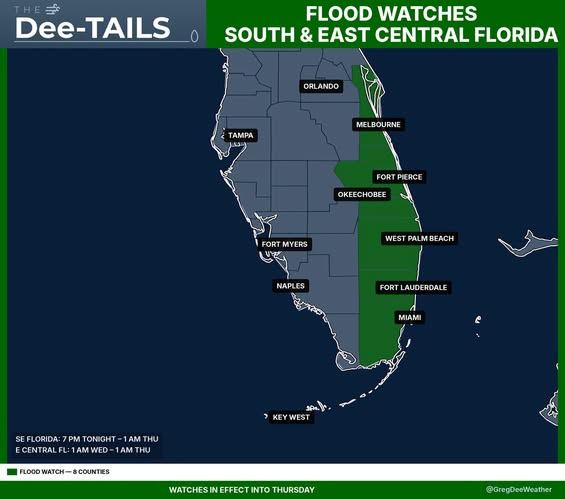 THE
Dee-TAILS
FLOOD WATCHES
SOUTH & EAST CENTRAL FLORIDA
ORLANDO
MELBOURNE
TAMPA
FORT PIERCE
OKEECHOBEE
WEST PALM BEACH
FORT MYERS
NAPLES
FORT LAUDERDALE
MIAMI
KEY WEST
SE FLORIDA: 7 PM TONIGHT – 1 AM THU
E CENTRAL FL: 1 AM WED – 1 AM THU
FLOOD WATCH — 8 COUNTIES
WATCHES IN EFFECT INTO THURSDAY
@GregDeeWeather